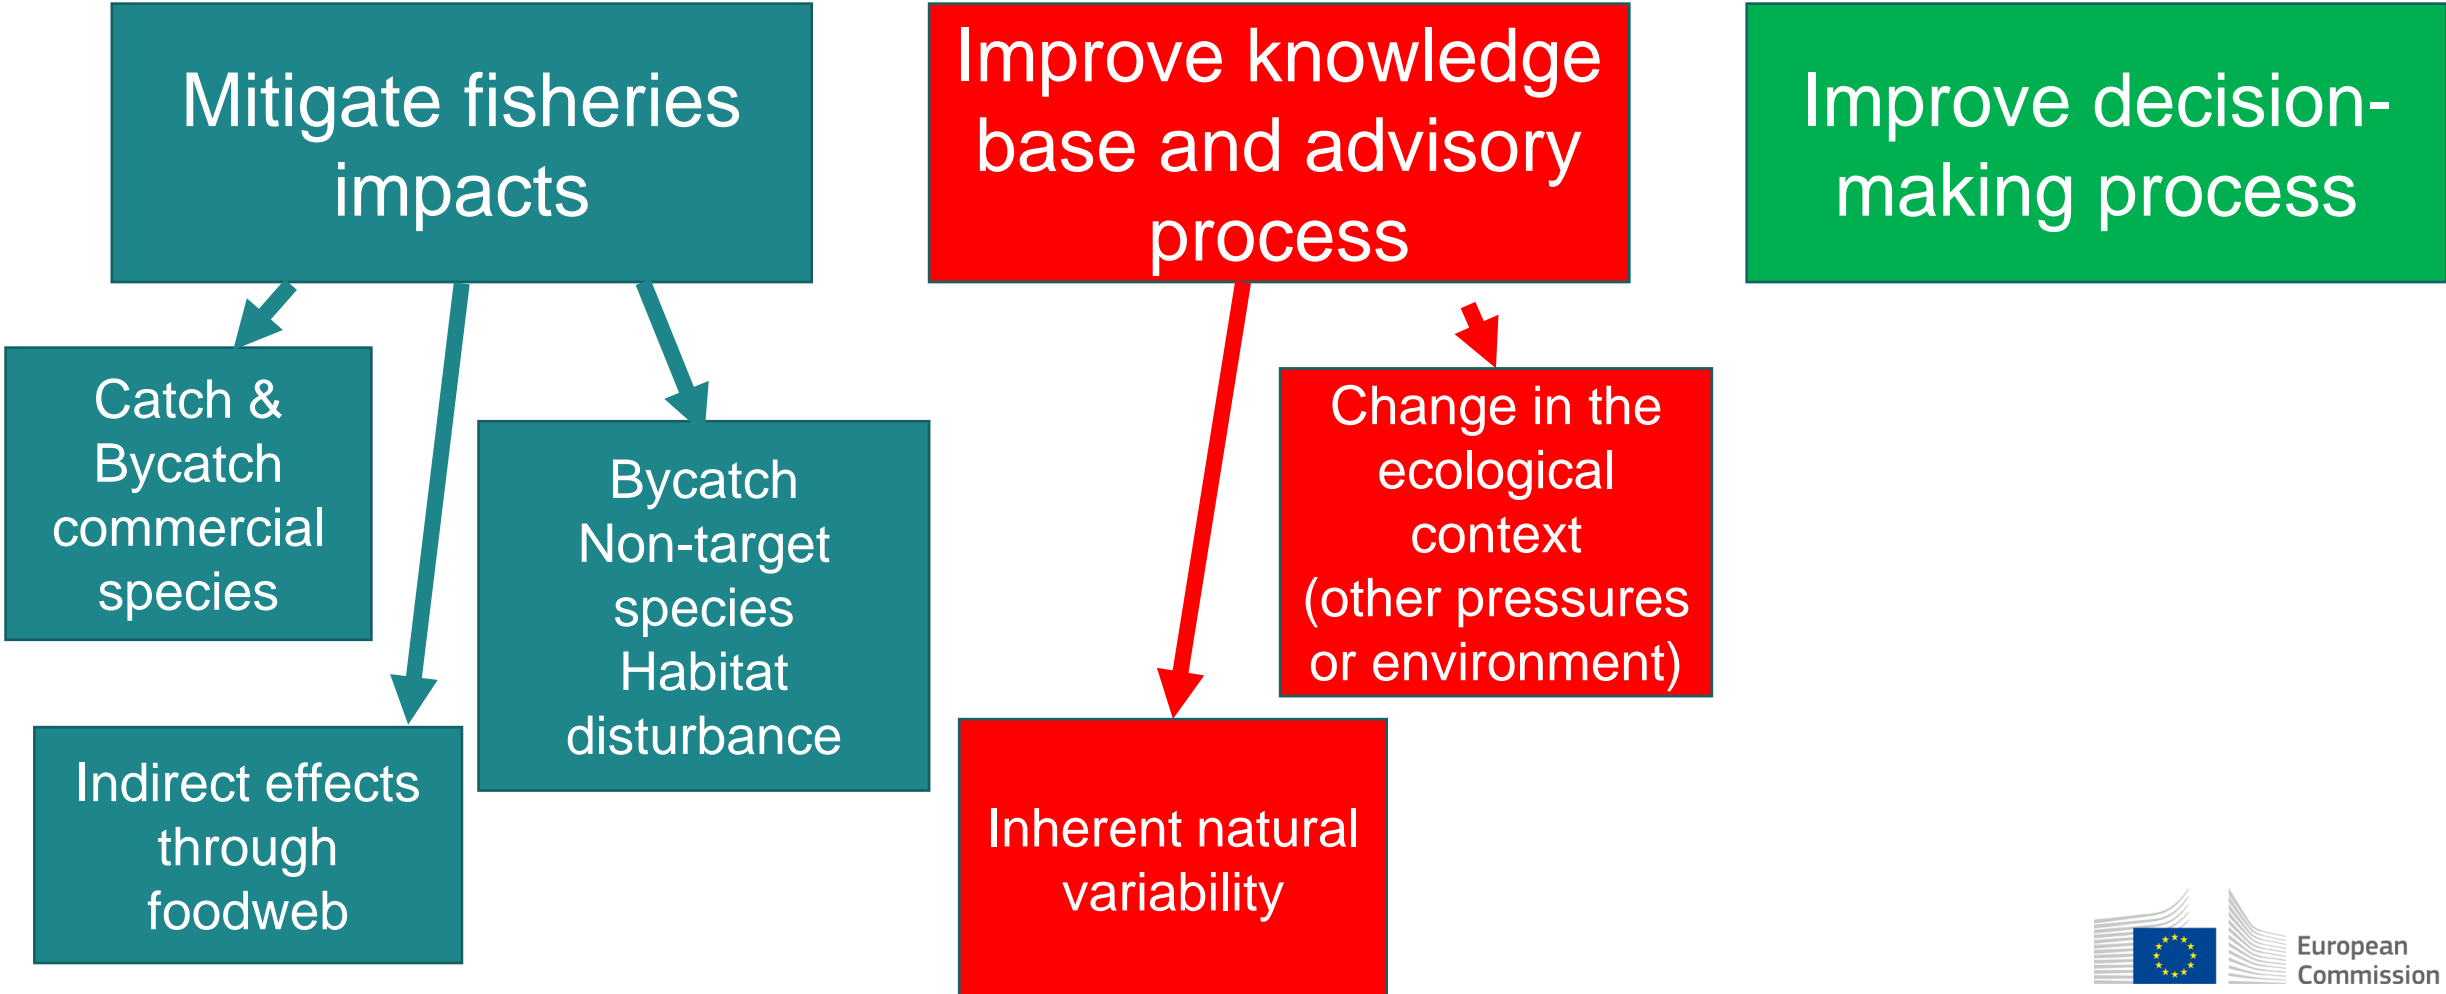 Mitigate fisheries
impacts
Improve knowledge
base and advisory
process
Improve decision-
making process
Catch &
Bycatch
commercial
species
Bycatch
Non-target
species
Habitat
disturbance
Change in the
ecological
context
(other pressures
or environment)
Indirect effects
through
foodweb
Inherent natural
variability
European
Commission